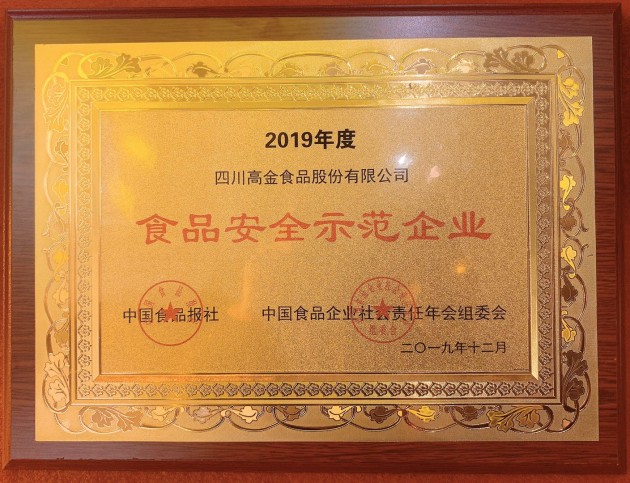 2019年度
四川高金食品股份有限公司
食品安全示范企业
中国食品报社 中国食品企业社会责任年会组委会
二〇一九年十二月